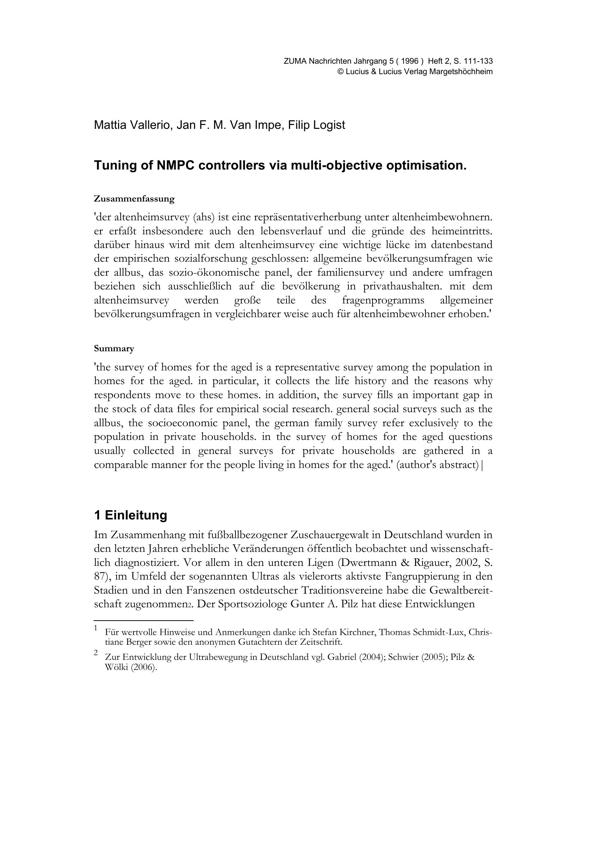 ZUMA Nachrichten Jahrgang 5 ( 1996 ) Heft 2, S. 111-133
© Lucius & Lucius Verlag Margetshöchheim
Mattia Vallerio, Jan F. M. Van Impe, Filip Logist
Tuning of NMPC controllers via multi-objective optimisation.
Zusammenfassung
'der altenheimsurvey (ahs) ist eine repräsentativerherbung unter altenheimbewohnern.
er erfaßt insbesondere auch den lebensverlauf und die gründe des heimeintritts.
darüber hinaus wird mit dem altenheimsurvey eine wichtige lücke im datenbestand
der empirischen sozialforschung geschlossen: allgemeine bevölkerungsumfragen wie
der allbus, das sozio-ökonomische panel, der familiensurvey und andere umfragen
beziehen sich ausschließlich auf die bevölkerung in privathaushalten. mit dem
altenheimsurvey werden große teile des fragenprogramms allgemeiner
bevölkerungsumfragen in vergleichbarer weise auch für altenheimbewohner erhoben.'
Summary
'the survey of homes for the aged is a representative survey among the population in
homes for the aged. in particular, it collects the life history and the reasons why
respondents move to these homes. in addition, the survey fills an important gap in
the stock of data files for empirical social research. general social surveys such as the
allbus, the socioeconomic panel, the german family survey refer exclusively to the
population in private households. in the survey of homes for the aged questions
usually collected in general surveys for private households are gathered in a
comparable manner for the people living in homes for the aged.' (author's abstract)|
1 Einleitung
Im Zusammenhang mit fußballbezogener Zuschauergewalt in Deutschland wurden in
den letzten Jahren erhebliche Veränderungen öffentlich beobachtet und wissenschaft-
lich diagnostiziert. Vor allem in den unteren Ligen (Dwertmann & Rigauer, 2002, S.
87), im Umfeld der sogenannten Ultras als vielerorts aktivste Fangruppierung in den
Stadien und in den Fanszenen ostdeutscher Traditionsvereine habe die Gewaltbereit-
schaft zugenommen2. Der Sportsoziologe Gunter A. Pilz hat diese Entwicklungen
1 Für wertvolle Hinweise und Anmerkungen danke ich Stefan Kirchner, Thomas Schmidt-Lux, Chris-
tiane Berger sowie den anonymen Gutachtern der Zeitschrift.
2 Zur Entwicklung der Ultrabewegung in Deutschland vgl. Gabriel (2004); Schwier (2005); Pilz &
Wölki (2006).